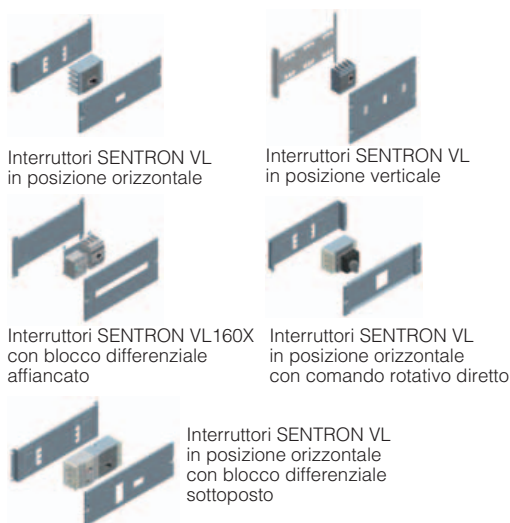 Interruttori SENTRON VL
in posizione orizzontale
Interruttori SENTRON VL
in posizione verticale
Interruttori SENTRON VL160X
con blocco differenziale
affiancato
Interruttori SENTRON VL
in posizione orizzontale
con comando rotativo diretto
Interruttori SENTRON VL
in posizione orizzontale
con blocco differenziale
sottoposto